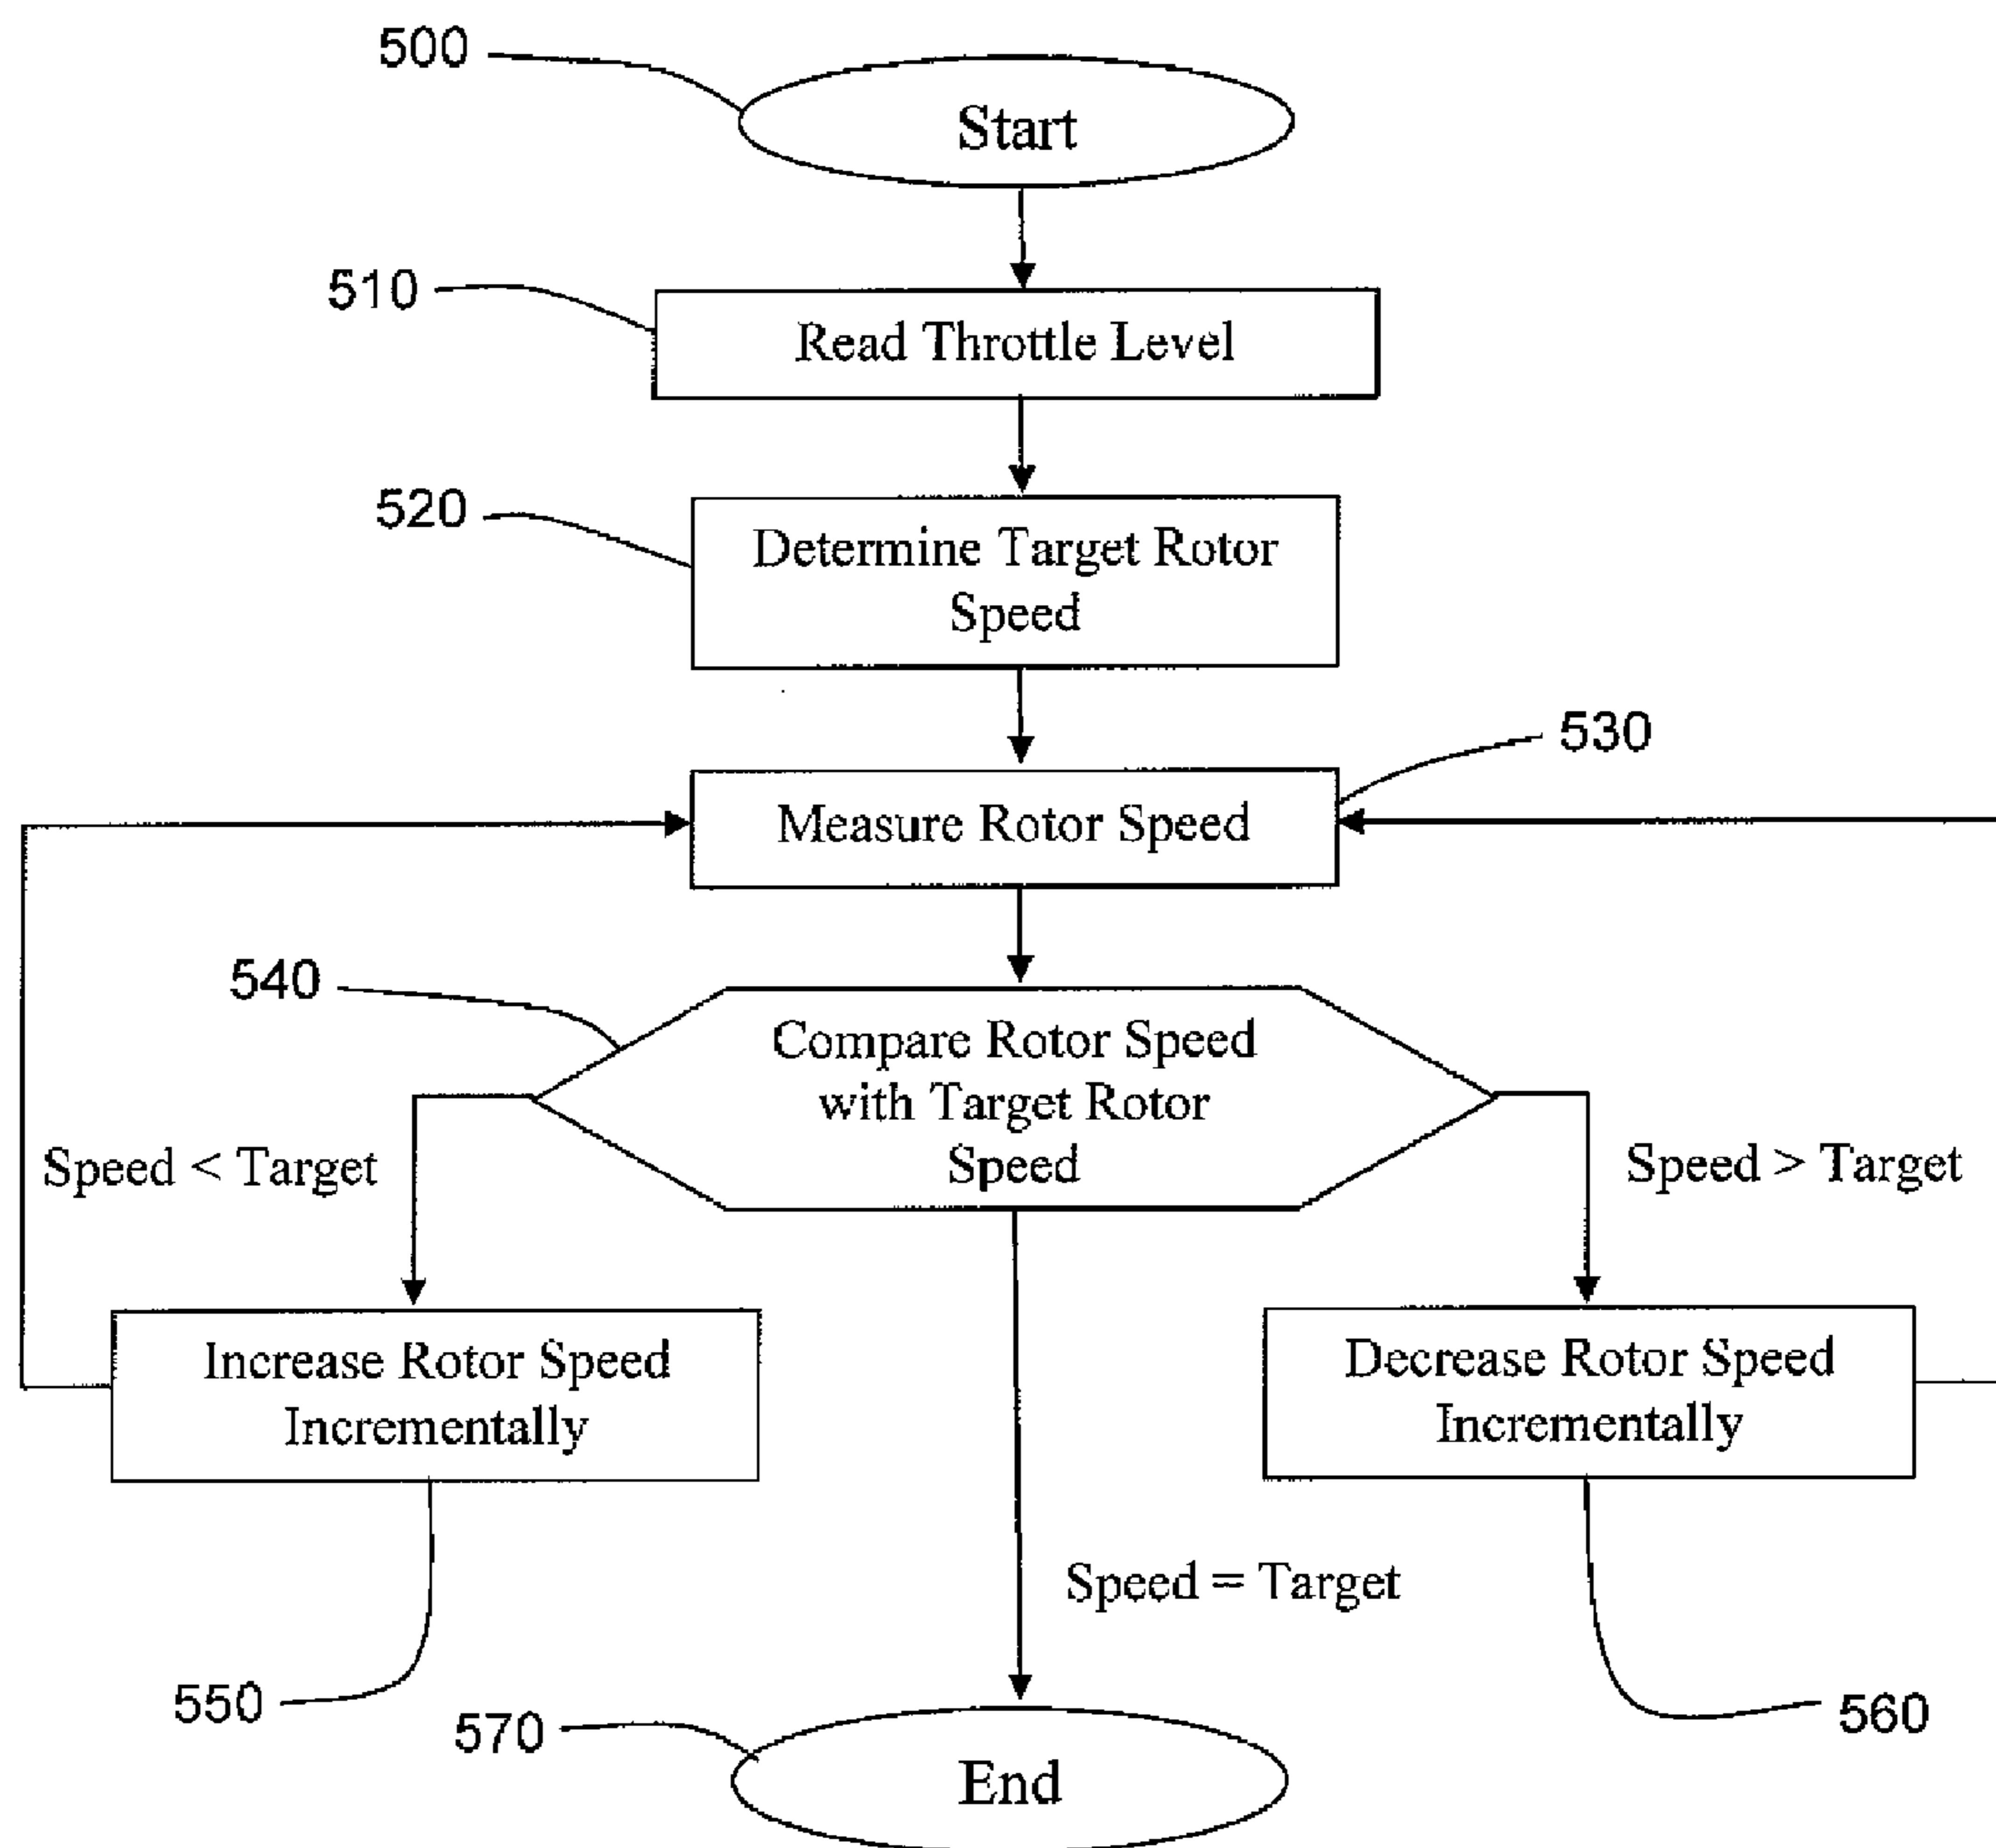 500
Start
510
Read Throttle Level
520
Determine Target Rotor
Speed
530
Measure Rotor Speed
540
Compare Rotor Speed
with Target Rotor
Speed
Speed < Target
Speed > Target
Increase Rotor Speed
Incrementally
Decrease Rotor Speed
Incrementally
Speed = Target
550
560
570
End